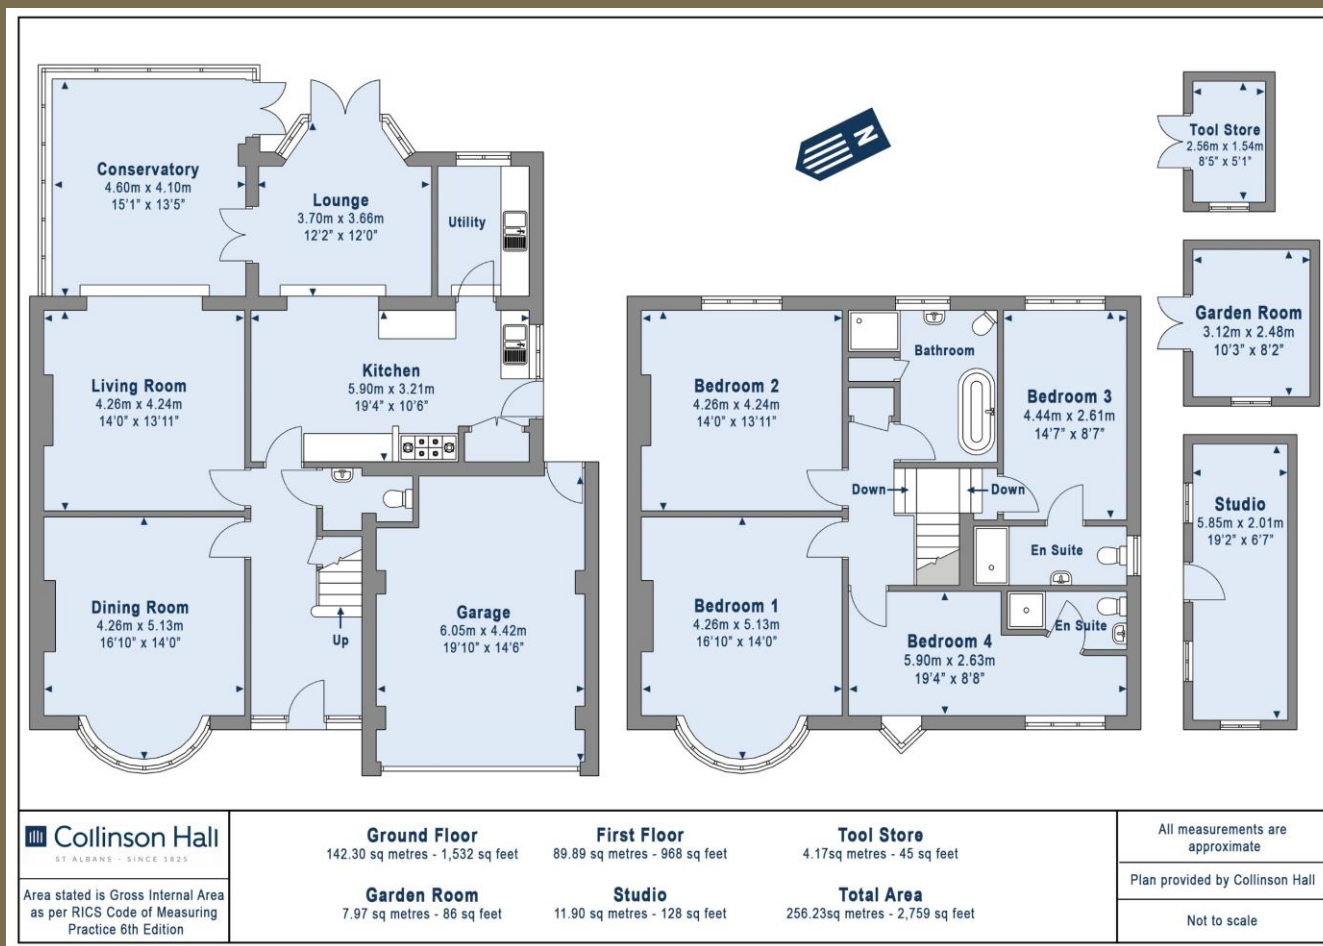 Conservatory
4.60m x 4.10m
15'1" x 13'5"
Lounge
3.70m x 3.66m
12'2" x 12'0"
Utility
Living Room
4.26m x 4.24m
14'0" x 13'11"
Kitchen
5.90m x 3.21m
19'4" x 10'6"
Dining Room
4.26m x 5.13m
16'10" x 14'0"
Up
Garage
6.05m x 4.42m
19'10" x 14'6"
N
Bedroom 2
4.26m x 4.24m
14'0" x 13'11"
Bathroom
Bedroom 3
4.44m x 2.61m
14'7" x 8'7"
Down
Down
En Suite
Bedroom 1
4.26m x 5.13m
16'10" x 14'0"
Bedroom 4
5.90m x 2.63m
19'4" x 8'8"
En Suite
Tool Store
2.56m x 1.54m
8'5" x 5'1"
Garden Room
3.12m x 2.48m
10'3" x 8'2"
Studio
5.85m x 2.01m
19'2" x 6'7"
Collinson Hall
ST ALBANS - SINCE 1825
Area stated is Gross Internal Area
as per RICS Code of Measuring
Practice 6th Edition
Ground Floor
142.30 sq metres - 1,532 sq feet
First Floor
89.89 sq metres - 968 sq feet
Tool Store
4.17sq metres - 45 sq feet
Garden Room
7.97 sq metres - 86 sq feet
Studio
11.90 sq metres - 128 sq feet
Total Area
256.23sq metres - 2,759 sq feet
All measurements are
approximate
Plan provided by Collinson Hall
Not to scale